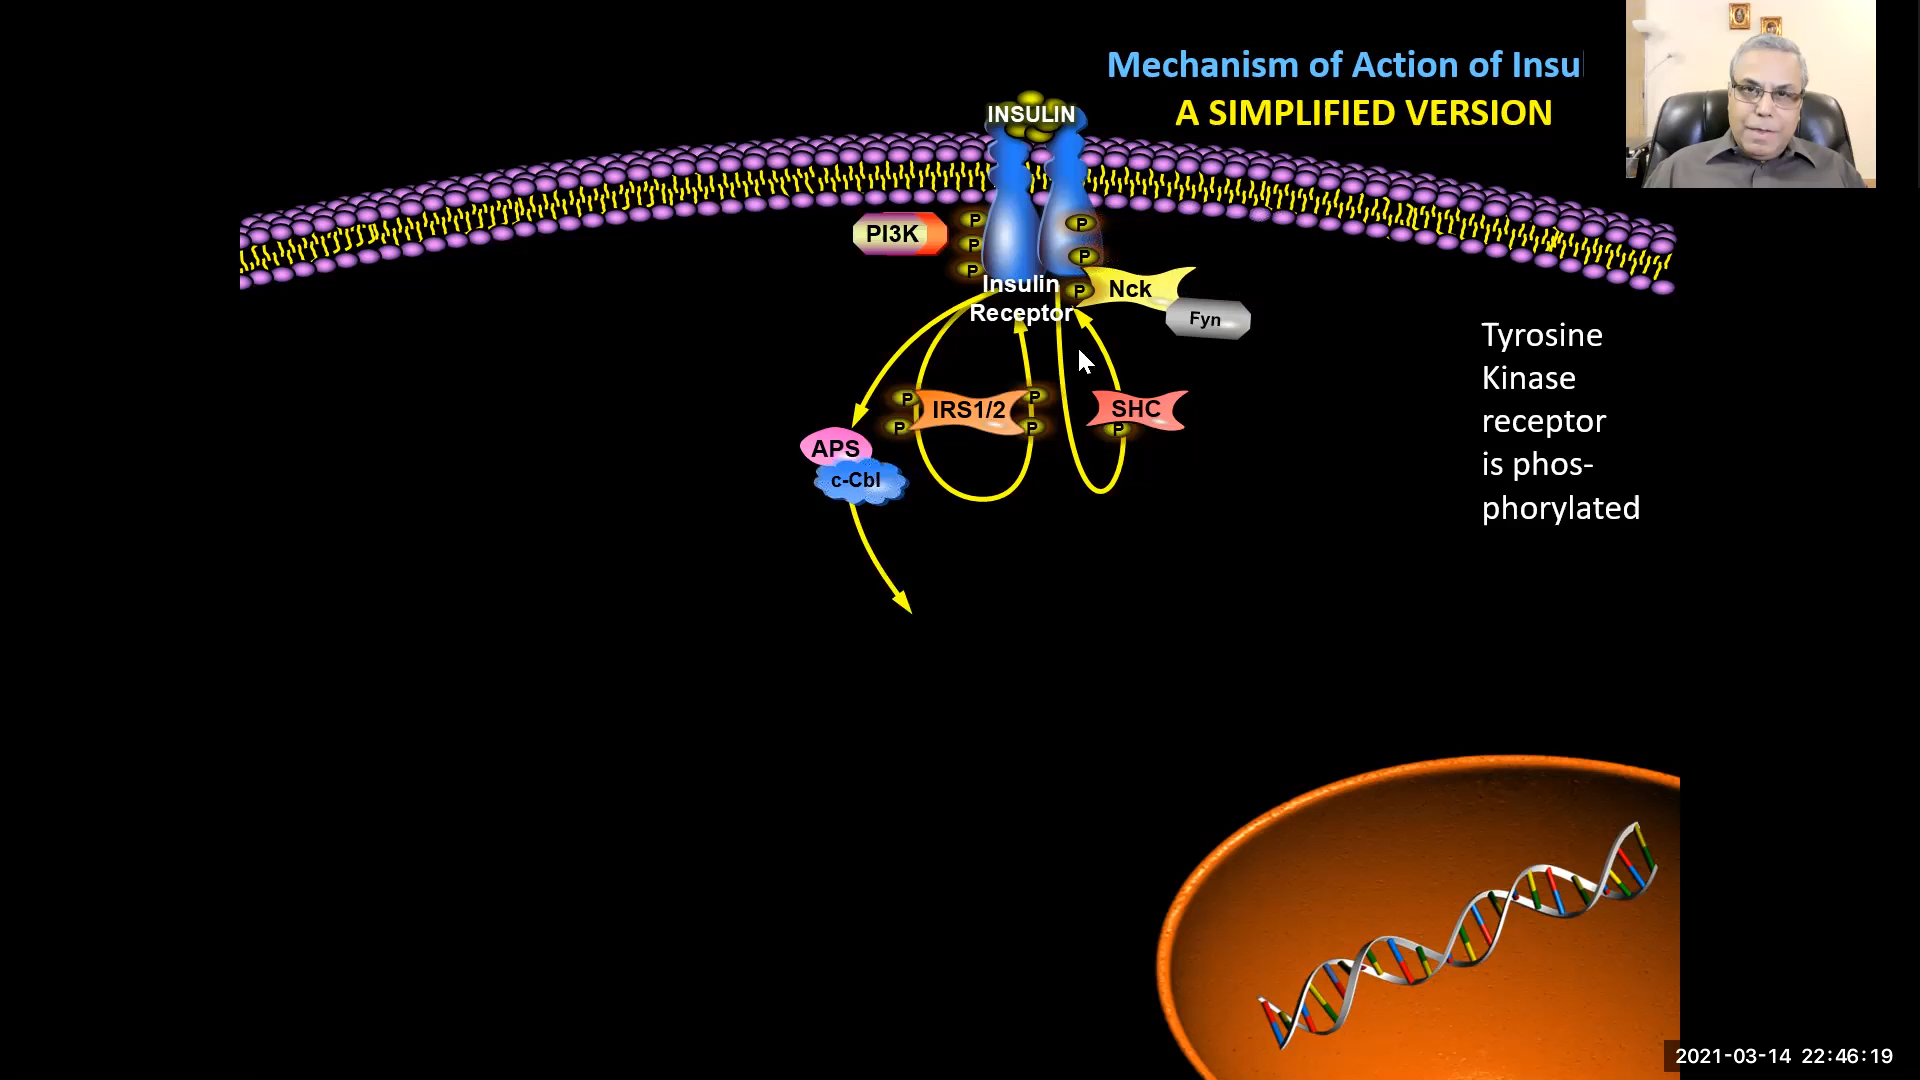 Mechanism of Action of Insu
A SIMPLIFIED VERSION
INSULIN
PI3K
P
P
P
P
P
P
Insulin
Receptor
Nck
Fyn
Tyrosine
Kinase
receptor
is phos-
phorylated
P
P
IRS1/2
P
P
SHC
P
APS
c-Cbl
2021-03-14 22:46:19